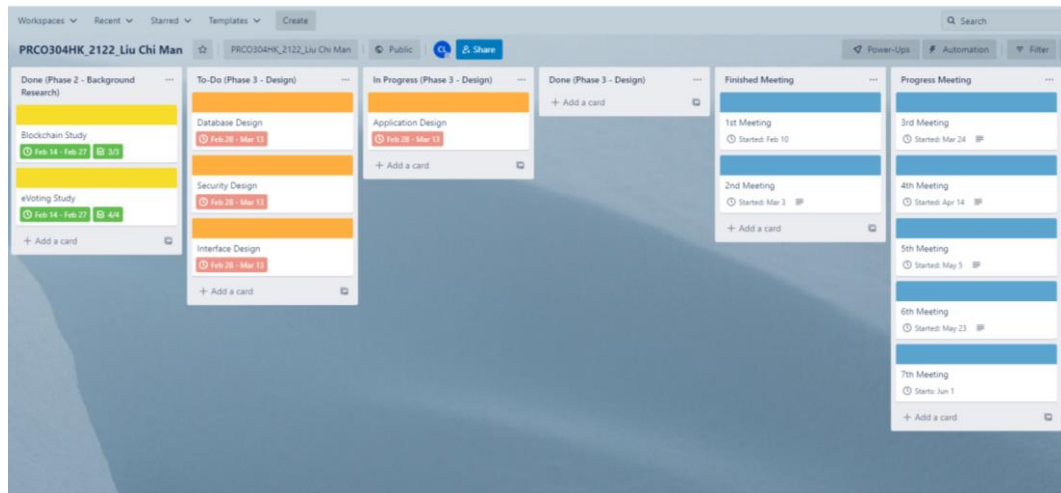 Workspaces Recent Starred Templates Create Search
PRCO304HK_2122_Liu Chi Man PRCO304HK_2122_Liu Chi Man Public CL Share Power-Ups Automation Filter
Done (Phase 2 - Background
Research)
Blockchain Study
Feb 14 - Feb 27 3/3
eVoting Study
Feb 14 - Feb 27 4/4
+ Add a card
To-Do (Phase 3 - Design)
Database Design
Feb 28 - Mar 13
Security Design
Feb 28 - Mar 13
Interface Design
Feb 28 - Mar 13
+ Add a card
In Progress (Phase 3 - Design)
Application Design
Feb 28 - Mar 13
+ Add a card
Done (Phase 3 - Design)
+ Add a card
Finished Meeting
1st Meeting
Started: Feb 10
2nd Meeting
Started: Mar 3
+ Add a card
Progress Meeting
3rd Meeting
Started: Mar 24
4th Meeting
Started: Apr 14
5th Meeting
Started: May 5
6th Meeting
Started: May 23
7th Meeting
Starts: Jun 1
+ Add a card